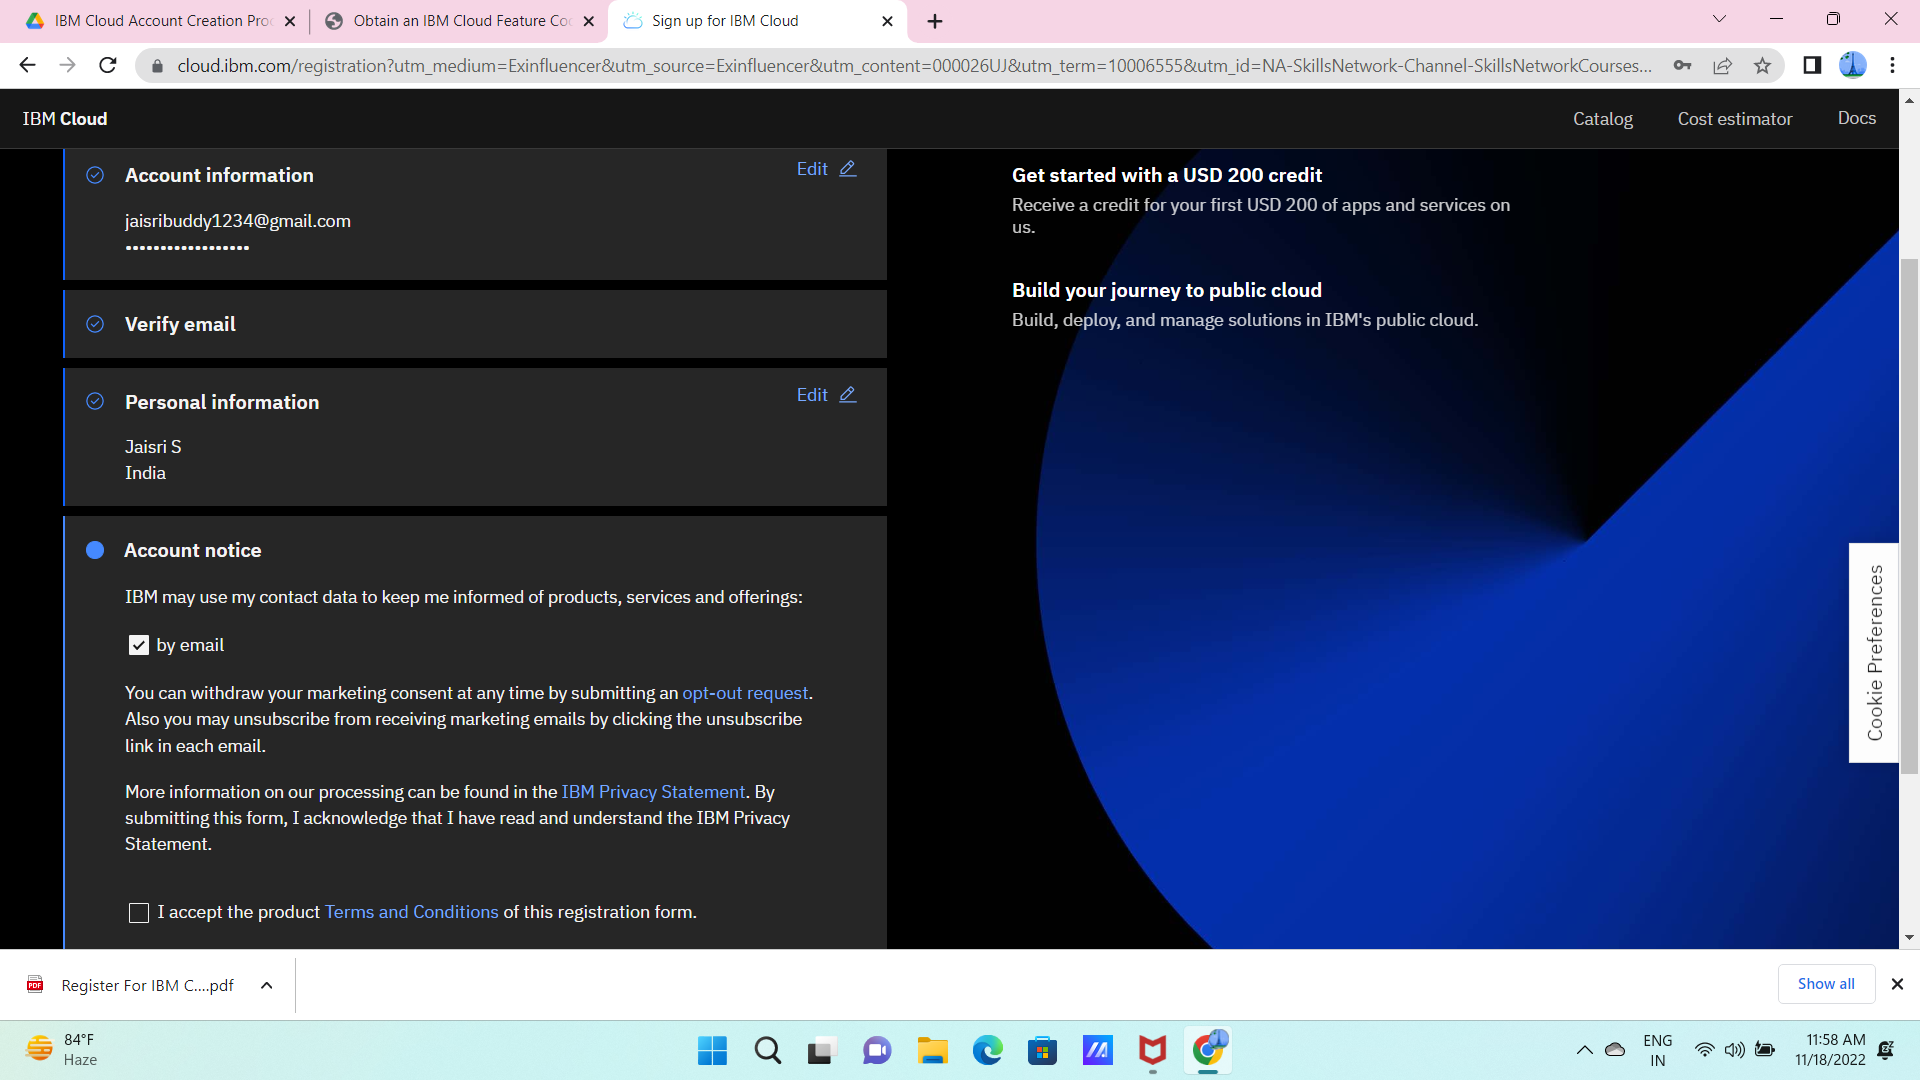 IBM Cloud Account Creation Pro
Obtain an IBM Cloud Feature Co
Sign up for IBM Cloud
cloud.ibm.com/registration?utm_medium=Exinfluencer&utm_source=Exinfluencer&utm_content=000026UJ&utm_term=10006555&utm_id=NA-SkillsNetwork-Channel-SkillsNetworkCourses...
IBM Cloud
Catalog
Cost estimator
Docs
Account information
Edit
jaisribuddy1234@gmail.com
••••••••••••••••••
Verify email
Personal information
Edit
Jaisri S
India
Account notice
IBM may use my contact data to keep me informed of products, services and offerings:
by email
You can withdraw your marketing consent at any time by submitting an opt-out request.
Also you may unsubscribe from receiving marketing emails by clicking the unsubscribe
link in each email.
More information on our processing can be found in the IBM Privacy Statement. By
submitting this form, I acknowledge that I have read and understand the IBM Privacy
Statement.
I accept the product Terms and Conditions of this registration form.
Get started with a USD 200 credit
Receive a credit for your first USD 200 of apps and services on
us.
Build your journey to public cloud
Build, deploy, and manage solutions in IBM's public cloud.
Cookie Preferences
PDF
Register For IBM C....pdf
Show all
84°F
Haze
ENG
IN
11:58 AM
11/18/2022